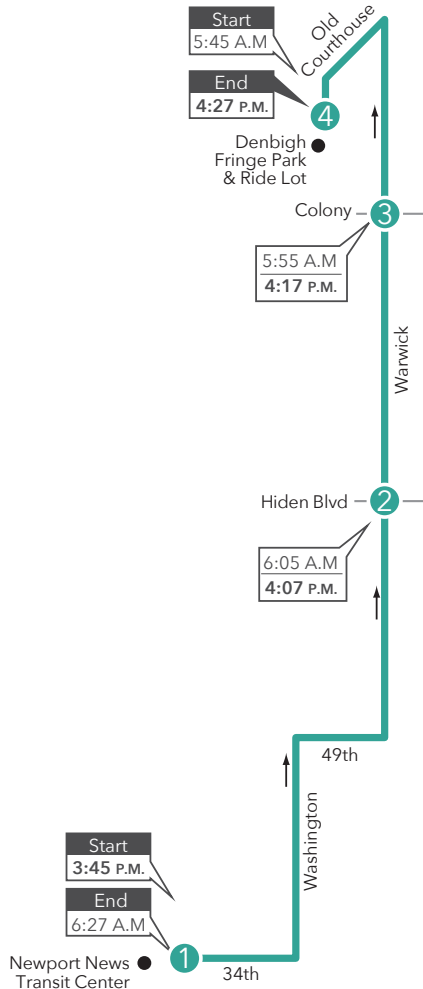 Start
5:45 A.M
Old
Courthouse
End
4:27 P.M.
4
Denbigh
Fringe Park
& Ride Lot
Colony
3
5:55 A.M
4:17 P.M.
Warwick
Hiden Blvd
2
6:05 A.M
4:07 P.M.
49th
Washington
Start
3:45 P.M.
End
6:27 A.M
1
Newport News
Transit Center
34th